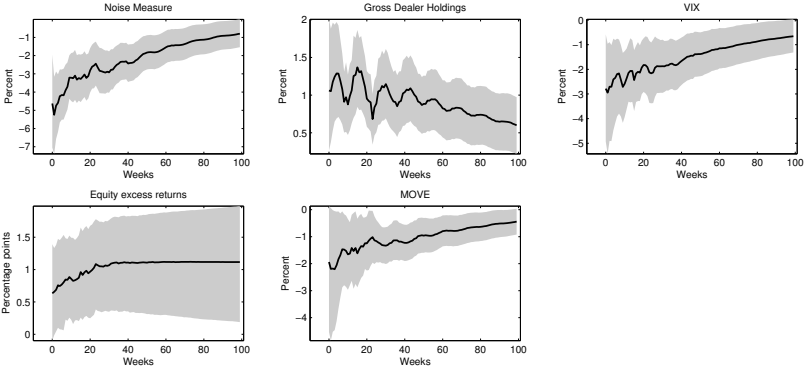 Noise Measure
Percent
−1
−2
−3
−4
−5
−6
−7
0 20 40 60 80 100
Weeks
Gross Dealer Holdings
Percent
2
1.5
1
0.5
0 20 40 60 80 100
Weeks
VIX
Percent
0
−1
−2
−3
−4
−5
0 20 40 60 80 100
Weeks
Equity excess returns
Percentage points
1.5
1
0.5
0
0 20 40 60 80 100
Weeks
MOVE
Percent
0
−1
−2
−3
−4
0 20 40 60 80 100
Weeks